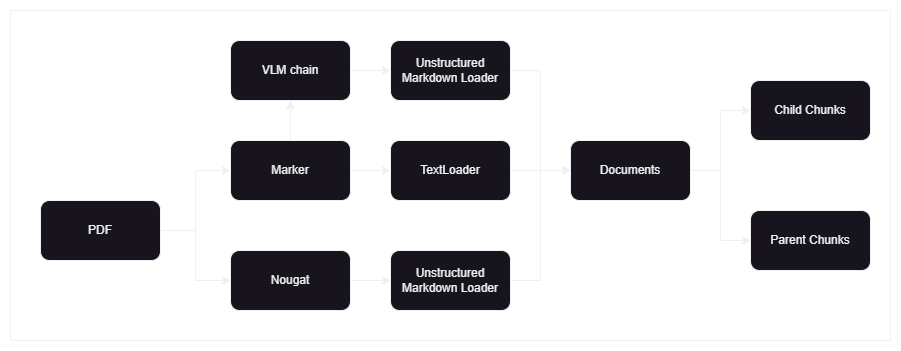 VLM chain
Unstructured
Markdown Loader
Child Chunks
Marker
TextLoader
Documents
PDF
Parent Chunks
Nougat
Unstructured
Markdown Loader